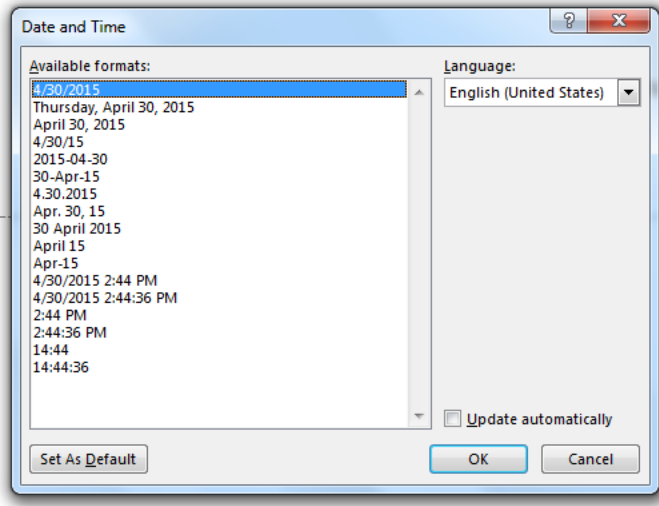 Date and Time
Available formats:
4/30/2015
Thursday, April 30, 2015
April 30, 2015
4/30/15
2015-04-30
30-Apr-15
4.30.2015
Apr. 30, 15
30 April 2015
April 15
Apr-15
4/30/2015 2:44 PM
4/30/2015 2:44:36 PM
2:44 PM
2:44:36 PM
14:44
14:44:36
Language:
English (United States)
Update automatically
Set As Default
OK
Cancel